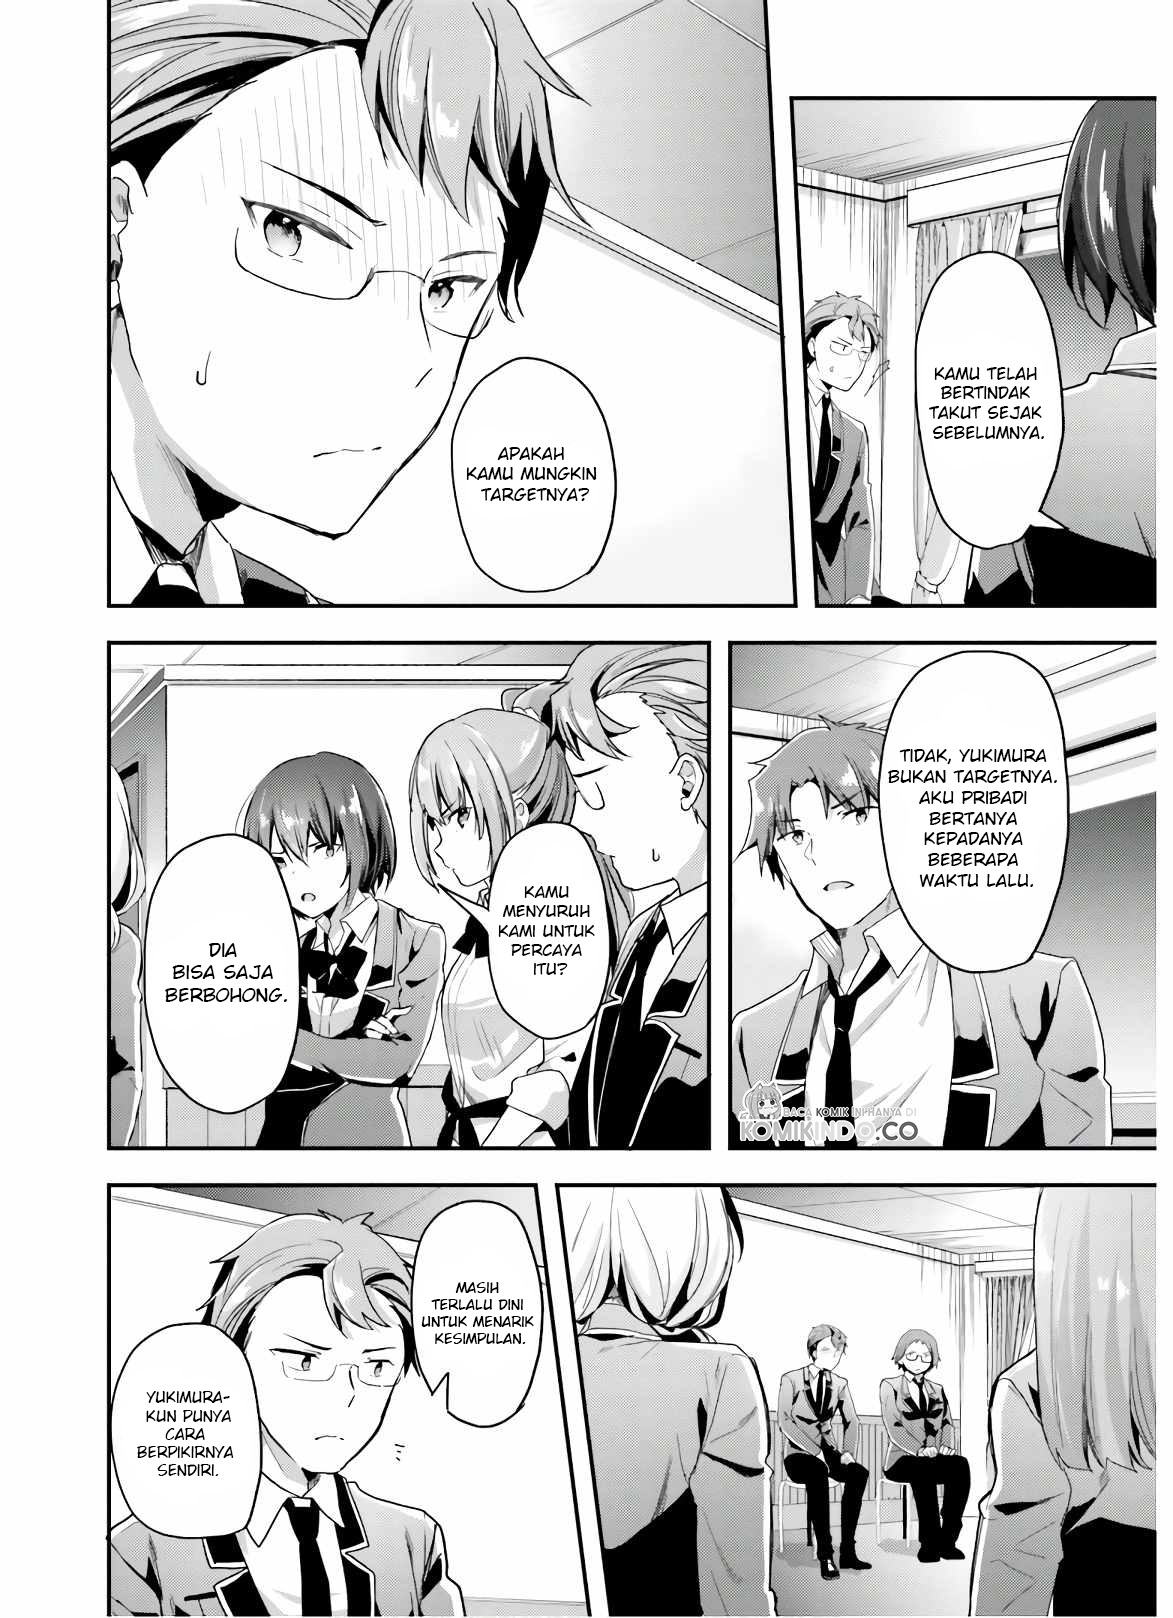 KAMU TELAH
BERTINDAK
TAKUT SEJAK
SEBELUMNYA.
APAKAH
KAMU MUNGKIN
TARGETNYA?
TIDAK, YUKIMURA
BUKAN TARGETNYA.
AKU PRIBADI
BERTANYA
KEPADANYA
BEBERAPA
WAKTU LALU.
KAMU
MENYURUH
KAMI UNTUK
PERCAYA
ITU?
DIA
BISA SAJA
BERBOHONG.
BACA KOMIK INI HANYA DI
KOMIKINDO.CO
MASIH
TERLALU DINI
UNTUK MENARIK
KESIMPULAN.
YUKIMURA-
KUN PUNYA
CARA
BERPIKIRNYA
SENDIRI.